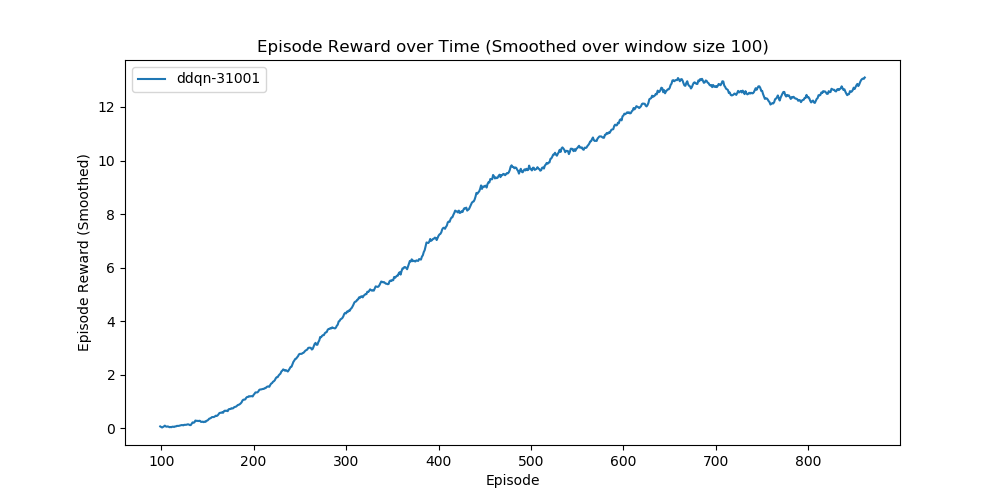 Episode Reward over Time (Smoothed over window size 100)
ddqn-31001
Episode Reward (Smoothed)
12
10
8
6
4
2
0
100 200 300 400 500 600 700 800
Episode